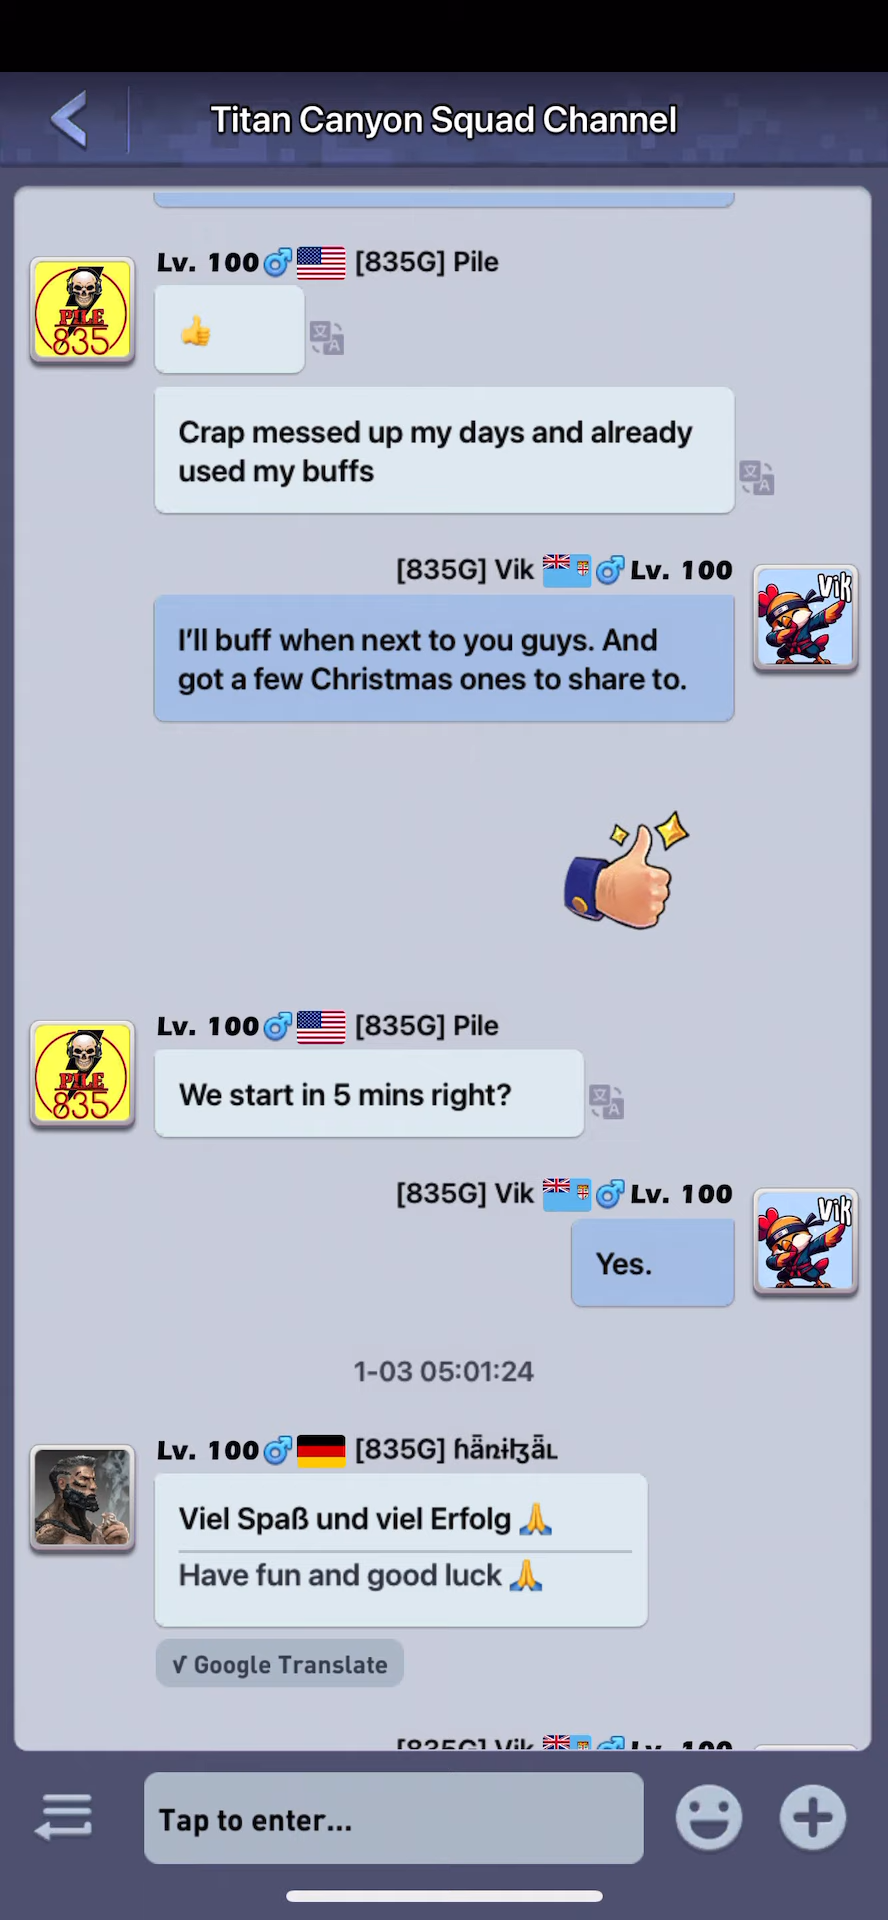 Titan Canyon Squad Channel
Lv. 100 [835G] Pile
PILE
835
👍
Crap messed up my days and already
used my buffs
[835G] Vik Lv. 100
Vik
I’ll buff when next to you guys. And
got a few Christmas ones to share to.
Lv. 100 [835G] Pile
PILE
835
We start in 5 mins right?
[835G] Vik Lv. 100
Vik
Yes.
1-03 05:01:24
Lv. 100 [835G]
Viel Spaß und viel Erfolg 🙏
Have fun and good luck 🙏
√ Google Translate
[835G] Vik Lv. 100
Tap to enter...